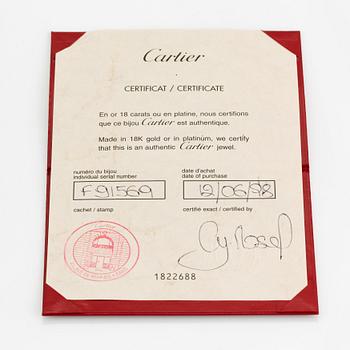 Cartier
CERTIFICAT / CERTIFICATE
En or 18 carats ou en platine, nous certifions
que ce bijou Cartier est authentique.
Made in 18K gold or in platinum, we certify
that this is an authentic Cartier jewel.
numéro du bijou
individual serial number
F91569
date d'achat
date of purchase
12/06/98
cachet / stamp
certifié exact / certified by
1822688